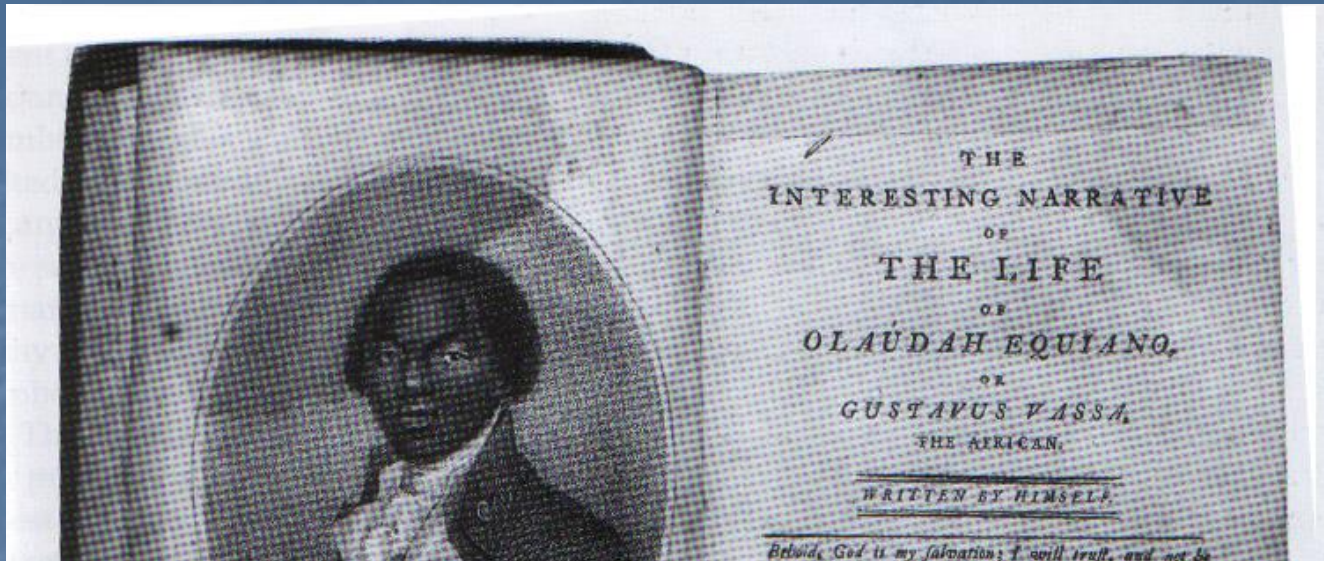 THE
INTERESTING NARRATIVE
OF
THE LIFE
OF
OLAÚDAH EQUIANO,
OR
GUSTAVUS VASSA,
THE AFRICAN.
WRITTEN BY HIMSELF.
Behold, God is my ſalvation; I will truſt, and not be